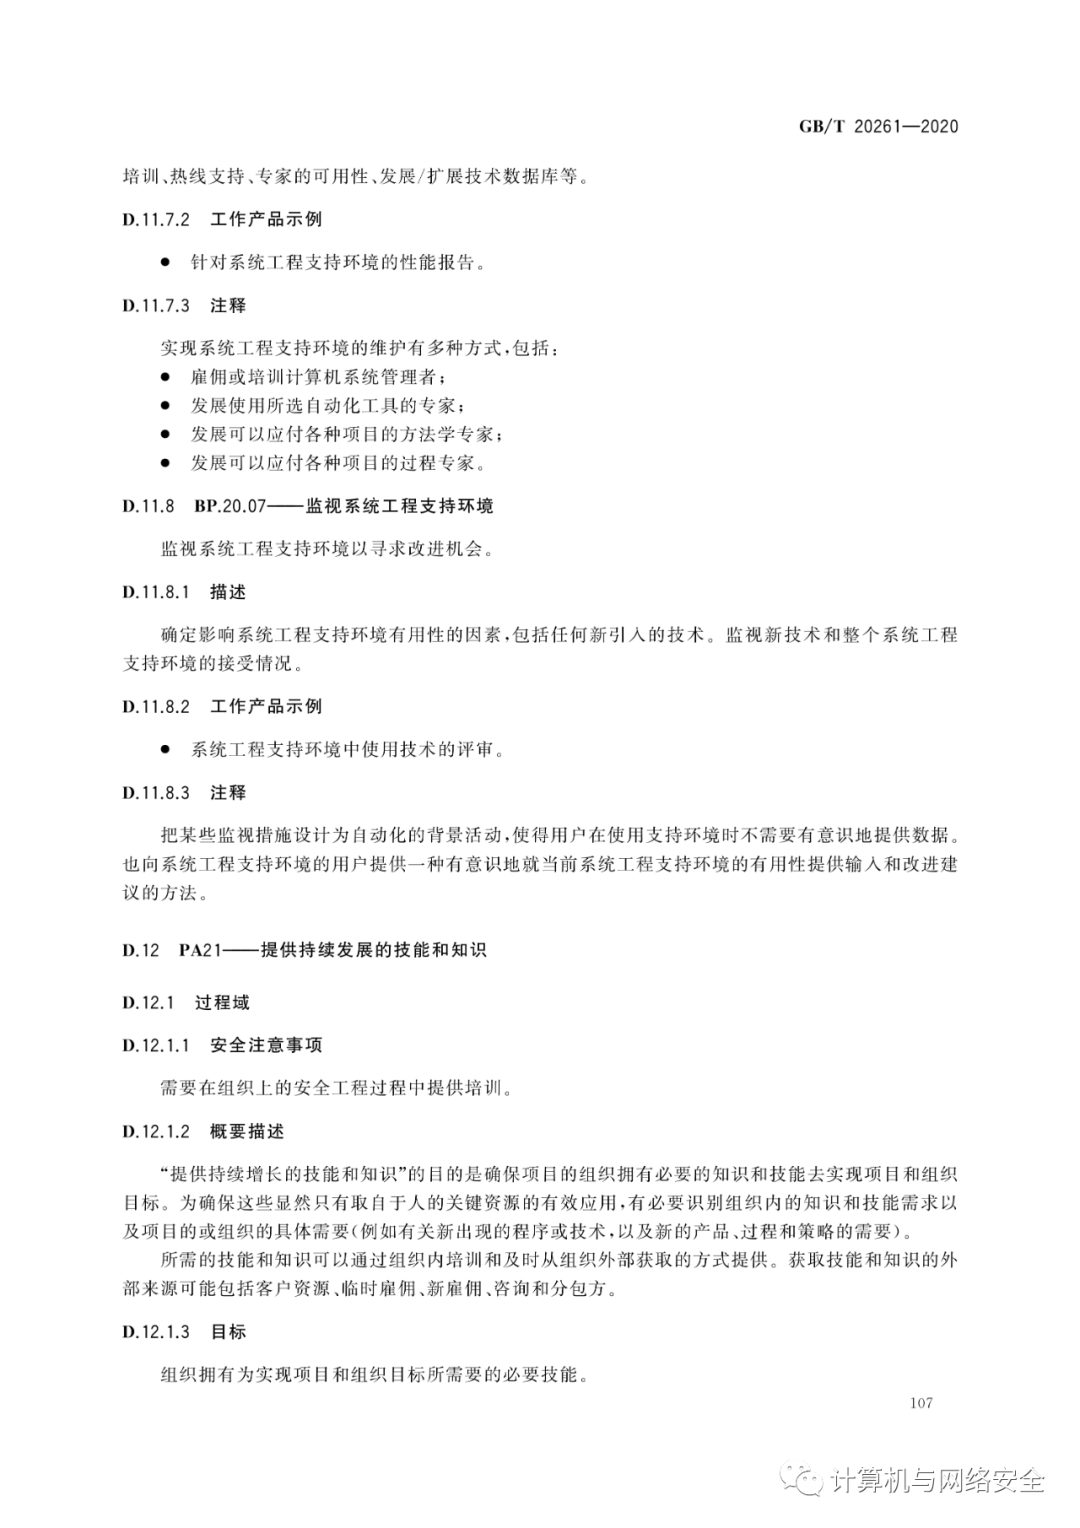 GB/T 20261—2020
培训、热线支持、专家的可用性、发展/扩展技术数据库等。
D.11.7.2 工作产品示例
● 针对系统工程支持环境的性能报告。
D.11.7.3 注释
实现系统工程支持环境的维护有多种方式,包括:
● 雇佣或培训计算机系统管理者;
● 发展使用所选自动化工具的专家;
● 发展可以应付各种项目的方法学专家;
● 发展可以应付各种项目的过程专家。
D.11.8 BP.20.07——监视系统工程支持环境
监视系统工程支持环境以寻求改进机会。
D.11.8.1 描述
确定影响系统工程支持环境有用性的因素,包括任何新引入的技术。监视新技术和整个系统工程
支持环境的接受情况。
D.11.8.2 工作产品示例
● 系统工程支持环境中使用技术的评审。
D.11.8.3 注释
把某些监视措施设计为自动化的背景活动,使得用户在使用支持环境时不需要有意识地提供数据。
也向系统工程支持环境的用户提供一种有意识地就当前系统工程支持环境的有用性提供输入和改进建
议的方法。
D.12 PA21——提供持续发展的技能和知识
D.12.1 过程域
D.12.1.1 安全注意事项
需要在组织上的安全工程过程中提供培训。
D.12.1.2 概要描述
“提供持续增长的技能和知识”的目的是确保项目的组织拥有必要的知识和技能去实现项目和组织
目标。为确保这些显然只有取自于人的关键资源的有效应用,有必要识别组织内的知识和技能需求以
及项目的或组织的具体需要(例如有关新出现的程序或技术,以及新的产品、过程和策略的需要)。
所需的技能和知识可以通过组织内培训和及时从组织外部获取的方式提供。获取技能和知识的外
部来源可能包括客户资源、临时雇佣、新雇佣、咨询和分包方。
D.12.1.3 目标
组织拥有为实现项目和组织目标所需要的必要技能。
107
计算机与网络安全